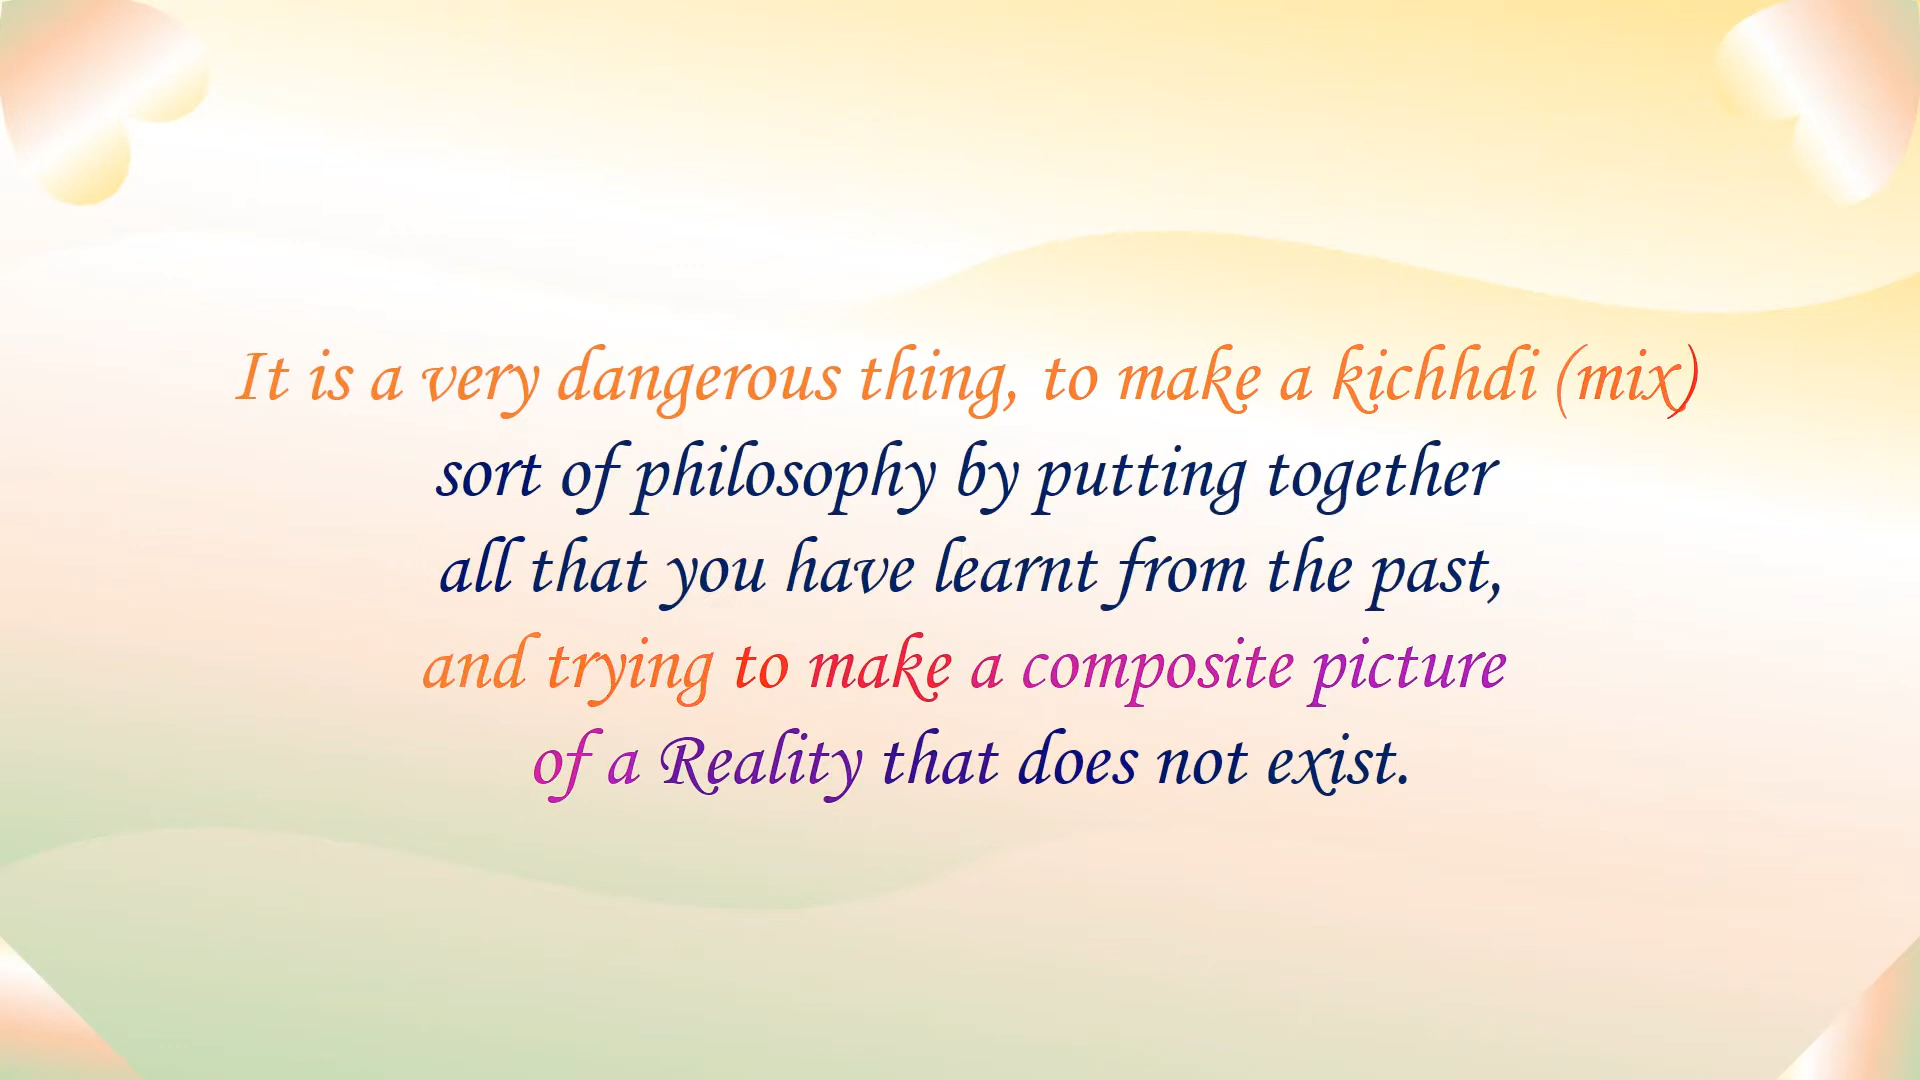 It is a very dangerous thing, to make a kichhdi (mix)
sort of philosophy by putting together
all that you have learnt from the past,
and trying to make a composite picture
of a Reality that does not exist.